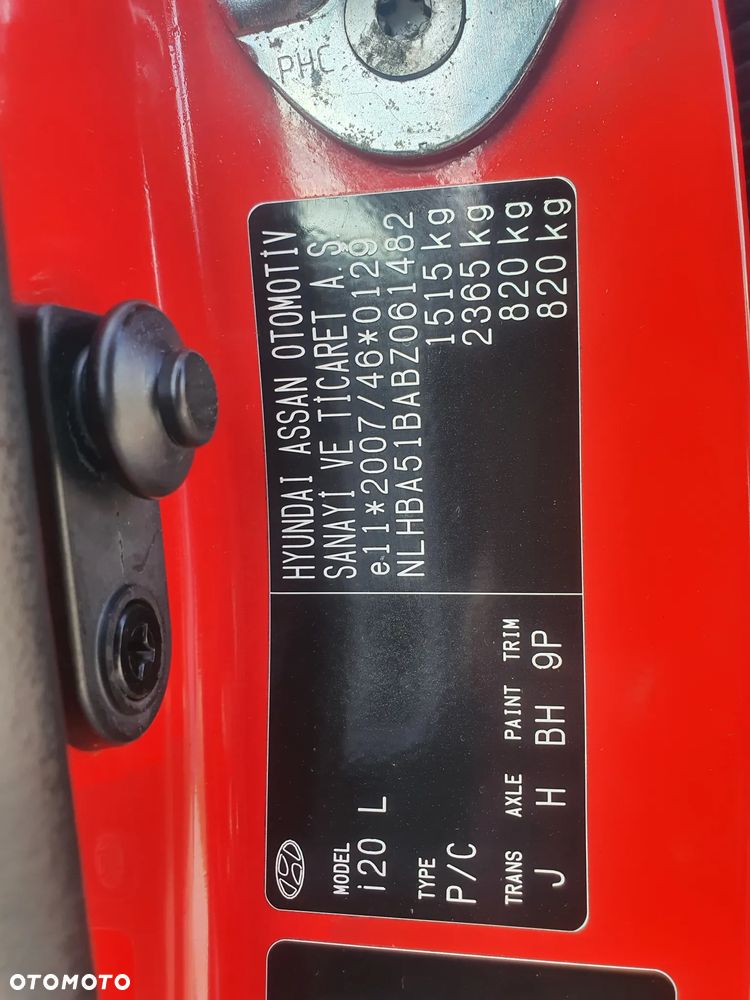 PHC
HYUNDAI ASSAN OTOMOTİV
SANAYİ VE TİCARET A.Ş
e11*2007/46*0129
NLHBA51BABZ061482
1515 kg
2365 kg
820 kg
820 kg
MODEL
i20 L
TYPE
P/C
TRANS AXLE PAINT TRIM
J H BH 9P
OTOMOTO